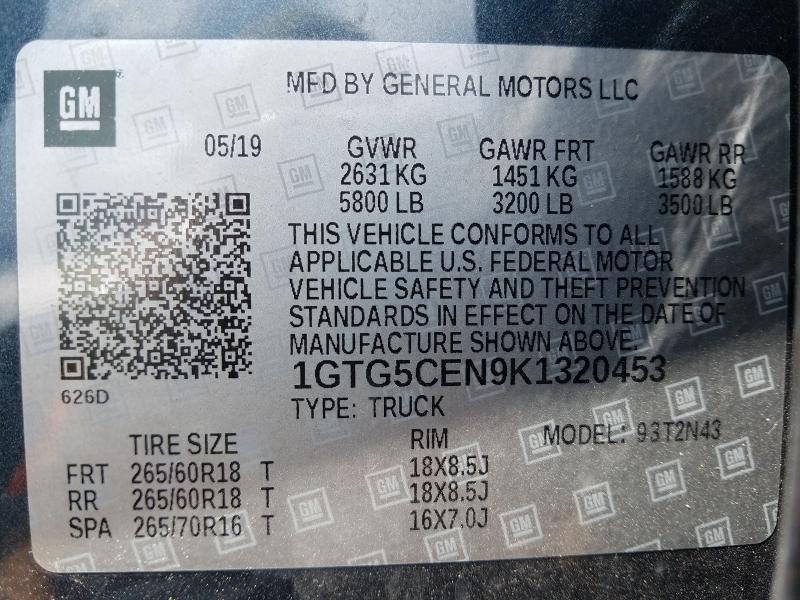 GM
MFD BY GENERAL MOTORS LLC
05/19 GVWR GAWR FRT GAWR RR
2631 KG 1451 KG 1588 KG
5800 LB 3200 LB 3500 LB
THIS VEHICLE CONFORMS TO ALL
APPLICABLE U.S. FEDERAL MOTOR
VEHICLE SAFETY AND THEFT PREVENTION
STANDARDS IN EFFECT ON THE DATE OF
MANUFACTURE SHOWN ABOVE.
1GTG5CEN9K1320453
626D
TYPE: TRUCK
TIRE SIZE RIM MODEL: 93T2N43
FRT 265/60R18 T 18X8.5J
RR 265/60R18 T 18X8.5J
SPA 265/70R16 T 16X7.0J